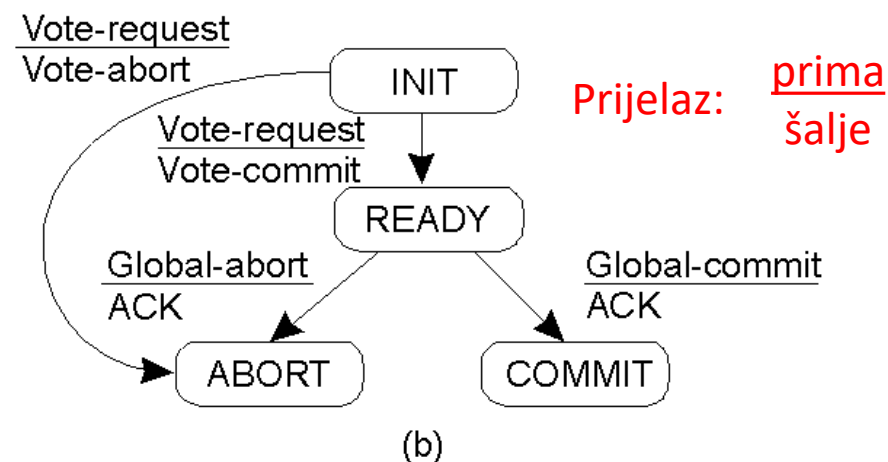 Vote-request
Vote-abort
INIT
Prijelaz:
prima
šalje
Vote-request
Vote-commit
READY
Global-abort
ACK
Global-commit
ACK
ABORT
COMMIT
(b)